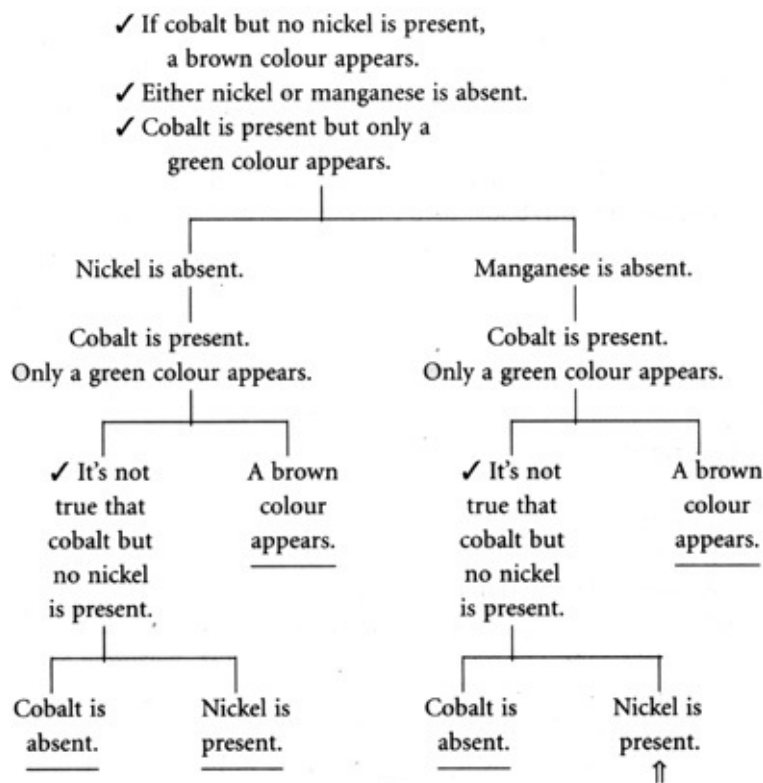 ✓ If cobalt but no nickel is present,
a brown colour appears.
✓ Either nickel or manganese is absent.
✓ Cobalt is present but only a
green colour appears.
Nickel is absent.
Manganese is absent.
Cobalt is present.
Only a green colour appears.
Cobalt is present.
Only a green colour appears.
✓ It's not
true that
cobalt but
no nickel
is present.
A brown
colour
appears.
✓ It's not
true that
cobalt but
no nickel
is present.
A brown
colour
appears.
Cobalt is
absent.
Nickel is
present.
Cobalt is
absent.
Nickel is
present.
⇑